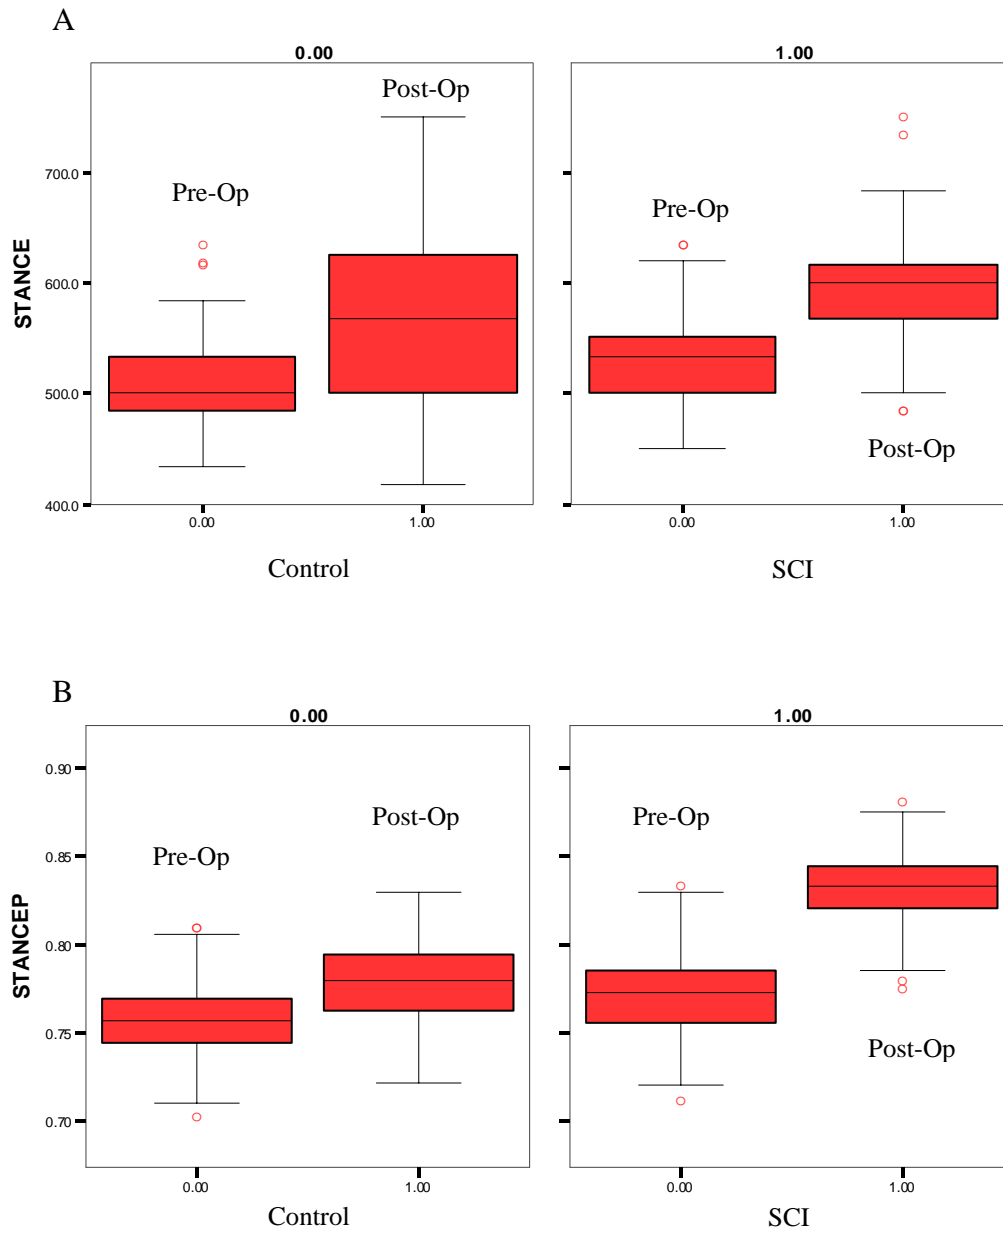 A
0.00
1.00
Post-Op
Pre-Op
Pre-Op
Post-Op
STANCE
700.0
600.0
500.0
400.0
0.00
1.00
0.00
1.00
Control
SCI
B
0.00
1.00
Pre-Op
Post-Op
Pre-Op
Post-Op
STANCEP
0.90
0.85
0.80
0.75
0.70
0.00
1.00
0.00
1.00
Control
SCI